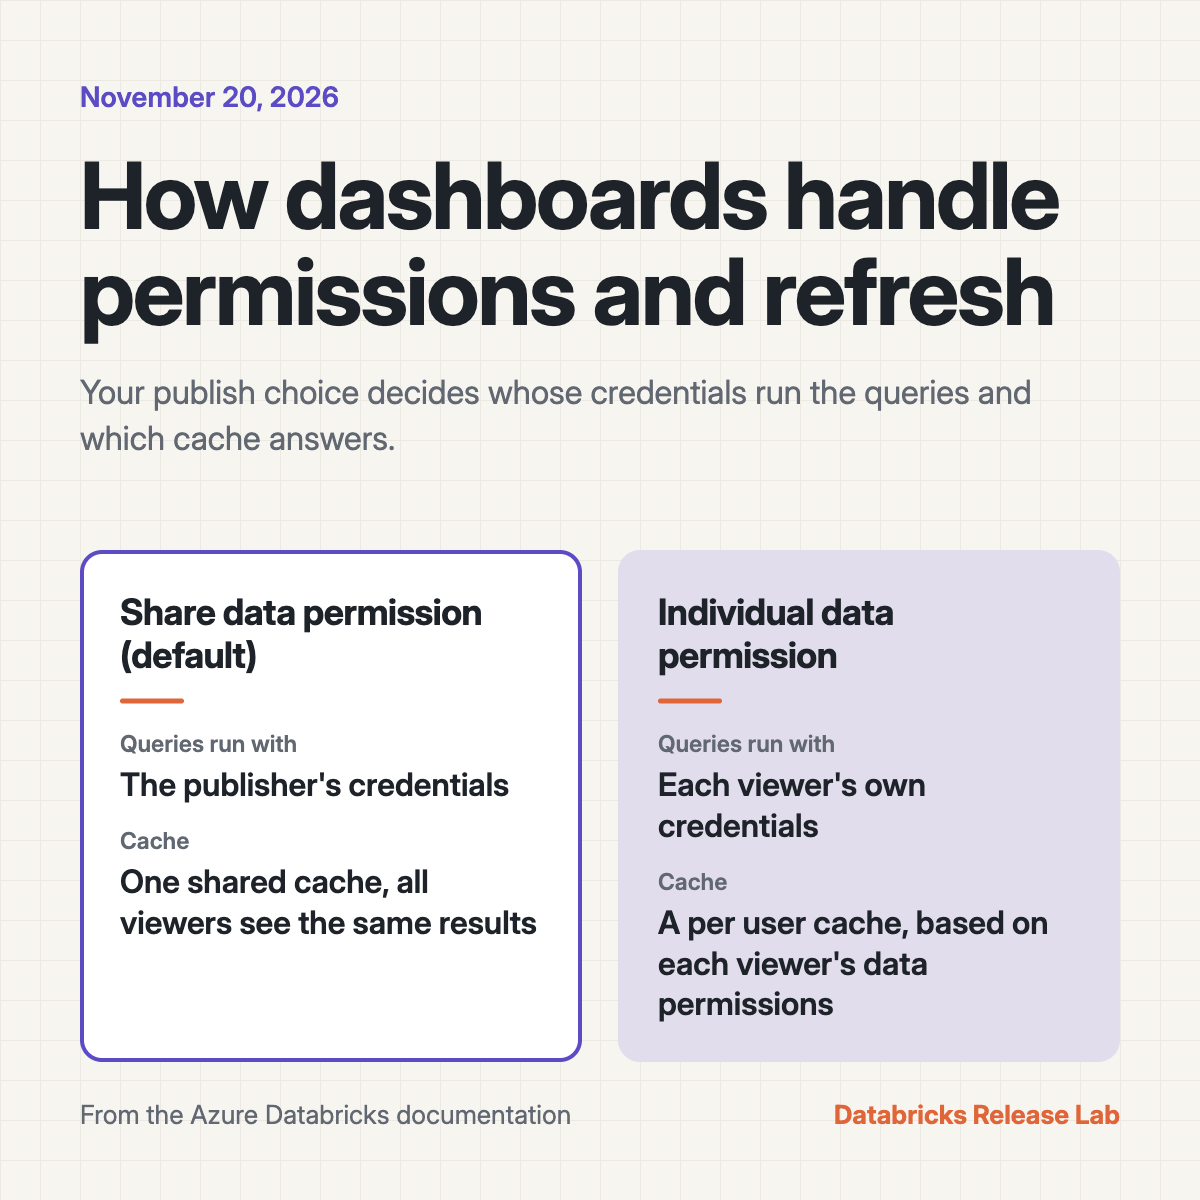 November 20, 2026
How dashboards handle
permissions and refresh
Your publish choice decides whose credentials run the queries and
which cache answers.
Share data permission
(default)
Queries run with
The publisher's credentials
Cache
One shared cache, all
viewers see the same results
Individual data
permission
Queries run with
Each viewer's own
credentials
Cache
A per user cache, based on
each viewer's data
permissions
From the Azure Databricks documentation
Databricks Release Lab